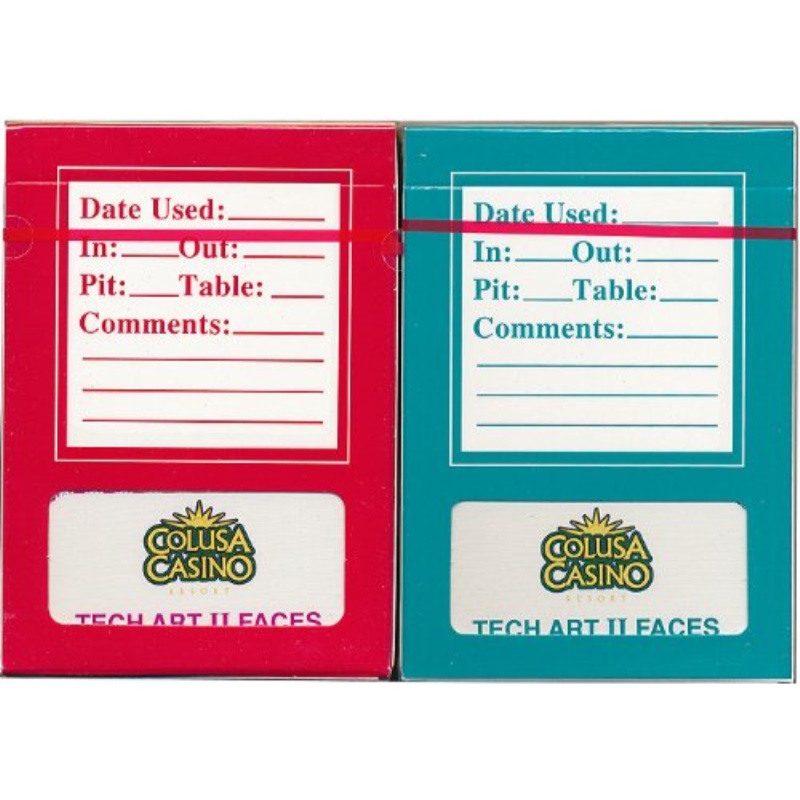 Date Used:
In: Out:
Pit: Table:
Comments:
COLUSA
CASINO
RESORT
TECH ART II FACES
Date Used:
In: Out:
Pit: Table:
Comments:
COLUSA
CASINO
RESORT
TECH ART II FACES